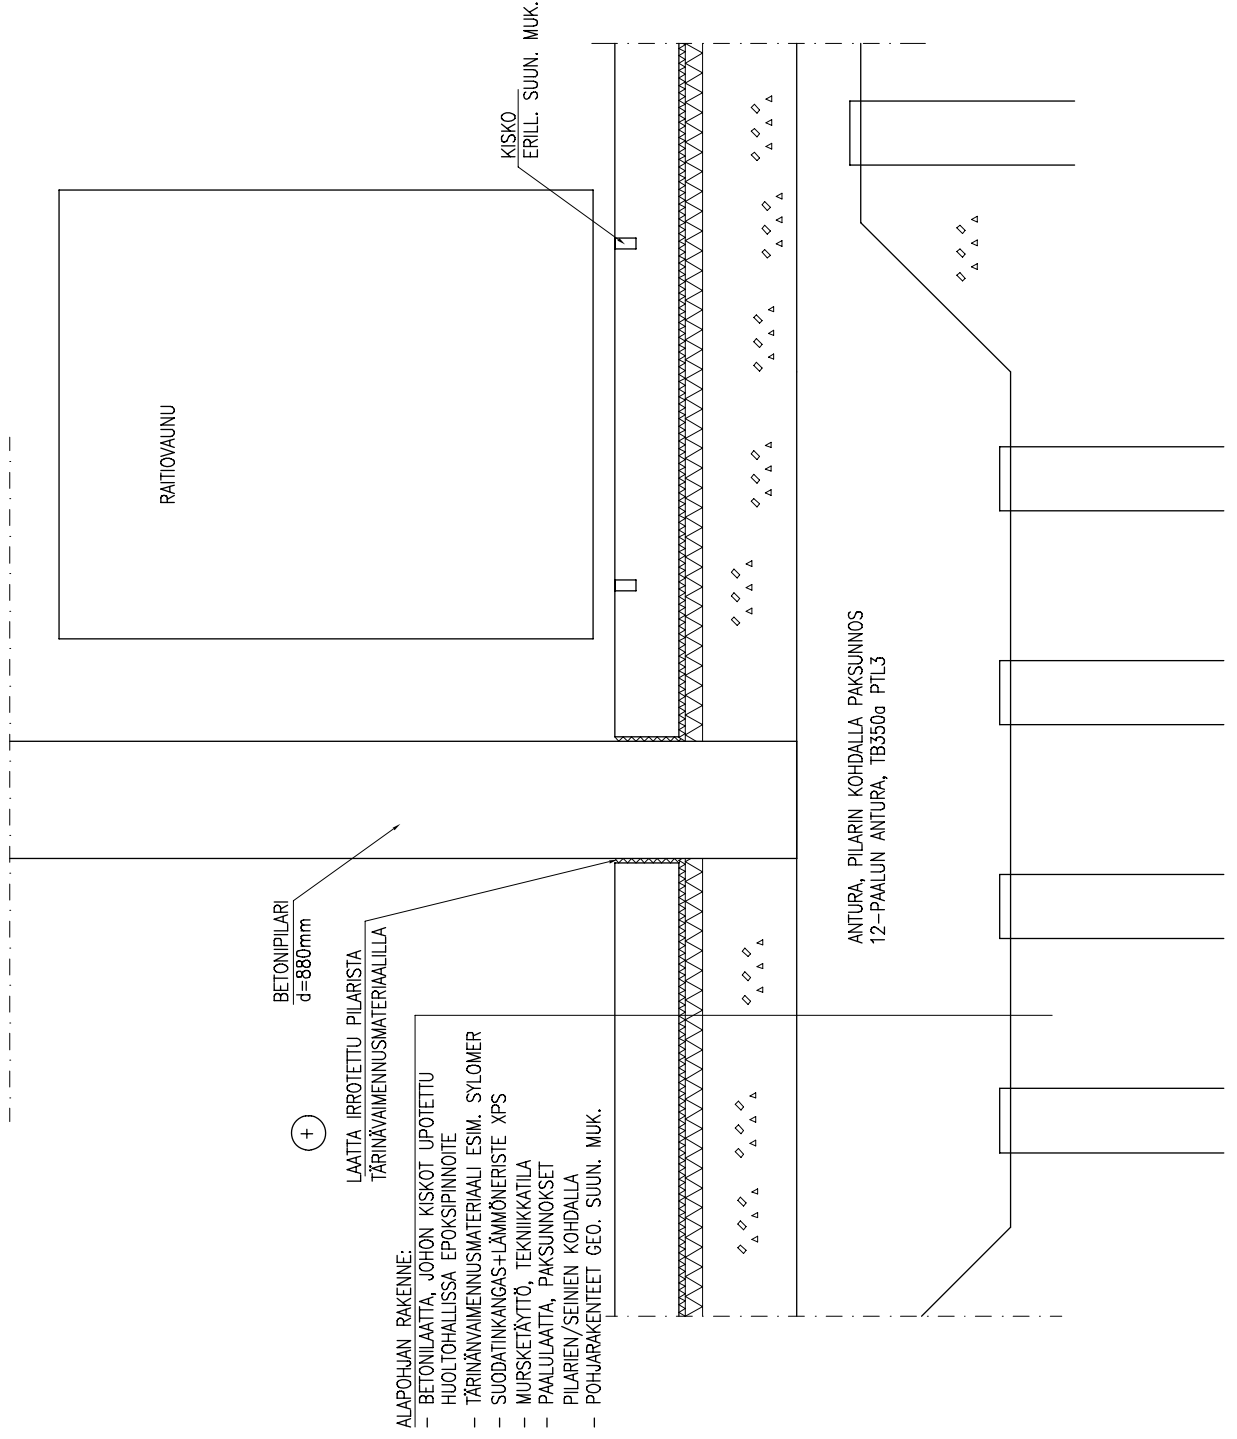 KISKO
ERILL. SUUN. MUK.
RAITIOVAUNU
BETONIPILARI
d=880mm
LAATTA IRROTETTU PILARISTA
TÄRINÄVAIMENNUSMATERIAALILLA
ALAPOHJAN RAKENNE:
- BETONILAATTA, JOHON KISKOT UPOTETTU
HUOLTOHALLISSA EPOKSIPINNOITE
- TÄRINÄNVAIMENNUSMATERIAALI ESIM. SYLOMER
- SUODATINKANGAS+LÄMMÖNERISTE XPS
- MURSKETÄYTTÖ, TEKNIIKKATILA
- PAALULAATTA, PAKSUNNOKSET
PILARIEN/SEINIEN KOHDALLA
- POHJARAKENTEET GEO. SUUN. MUK.
ANTURA, PILARIN KOHDALLA PAKSUNNOS
12-PAALUN ANTURA, TB350a PTL3